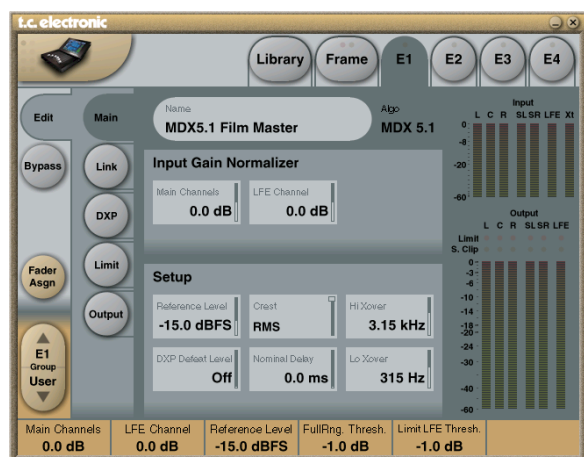 t.c. electronic
Library
Frame
E1
E2
E3
E4
Edit
Main
Name
MDX5.1 Film Master
Algo
MDX 5.1
Bypass
Link
DXP
Limit
Output
Fader
Asgn
E1
Group
User
Input Gain Normalizer
Main Channels
0.0 dB
LFE Channel
0.0 dB
Setup
Reference Level
-15.0 dBFS
Crest
RMS
Hi Xover
3.15 kHz
DXP Defeat Level
Off
Nominal Delay
0.0 ms
Lo Xover
315 Hz
Input
L C R SL SR LFE Xt
0
-8
-20
-60
Output
L C R SL SR LFE
Limit
S. Clip
0
-3
-6
-10
-14
-18
-20
-24
-30
-40
-60
Main Channels
0.0 dB
LFE Channel
0.0 dB
Reference Level
-15.0 dBFS
FullRng. Thresh.
-1.0 dB
Limit LFE Thresh.
-1.0 dB